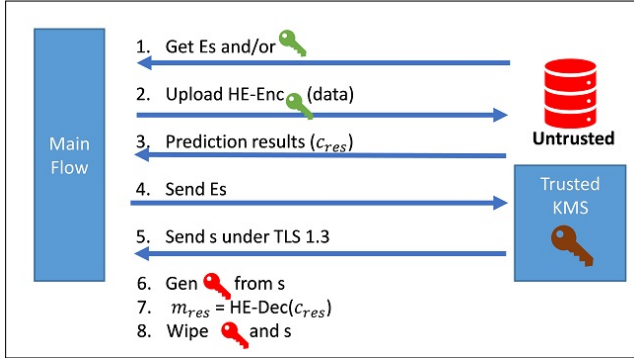 1. Get Es and/or
2. Upload HE-Enc (data)
3. Prediction results (c_res)
4. Send Es
5. Send s under TLS 1.3
6. Gen from s
7. m_res = HE-Dec(c_res)
8. Wipe and s
Main
Flow
Untrusted
Trusted
KMS